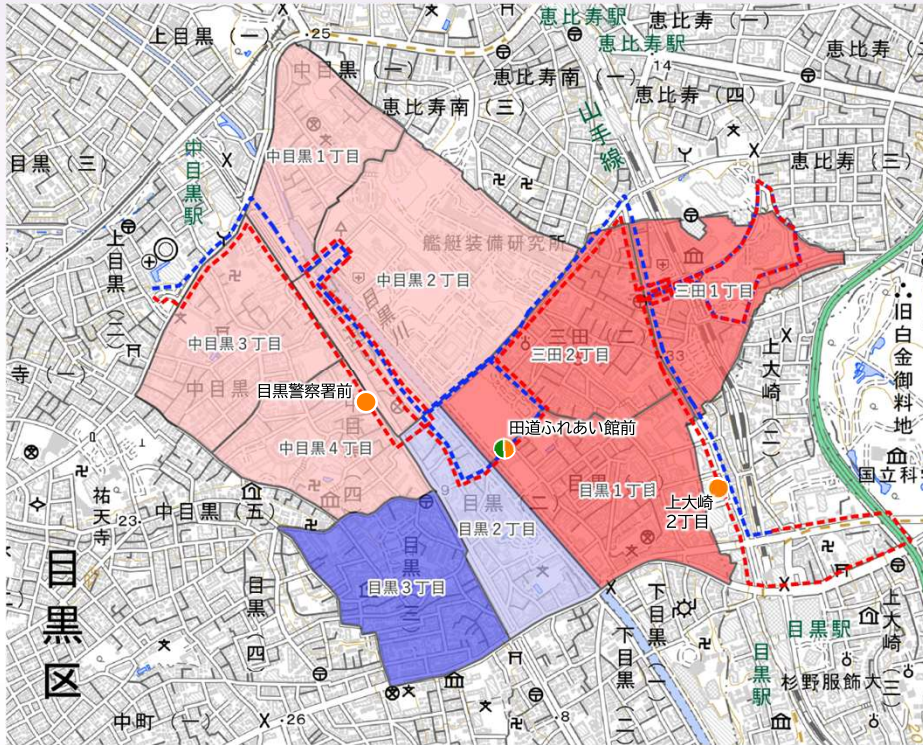 恵比寿駅
恵比寿（一）
上目黒（一）
・25
恵比寿駅
恵比寿（二
中目黒（一）
恵比寿南（一）
14
恵比寿（四）
恵比寿南（三）
山手線
目黒（三）
中目黒駅
中目黒1丁目
恵比寿（三）
上目黒（二）
艦艇装備研究所
中目黒2丁目
目黒川
三田1丁目
旧白金御料地
中目黒3丁目
三田（二）
三田2丁目
33
上大崎（二）
寺（一）
中目黒
目黒警察署前
田道ふれあい館前
中目黒4丁目
（四）
国立科
目黒1丁目
上大崎
2丁目
祐天寺
23
中目黒（五）
9
目黒（二）
目黒2丁目
目黒区
目黒（四）
目黒3丁目
（三）
下目黒（一）
下目黒（二）
目黒駅
目黒駅
上大崎（三）
杉野服飾大
中町（一）
・26
・8